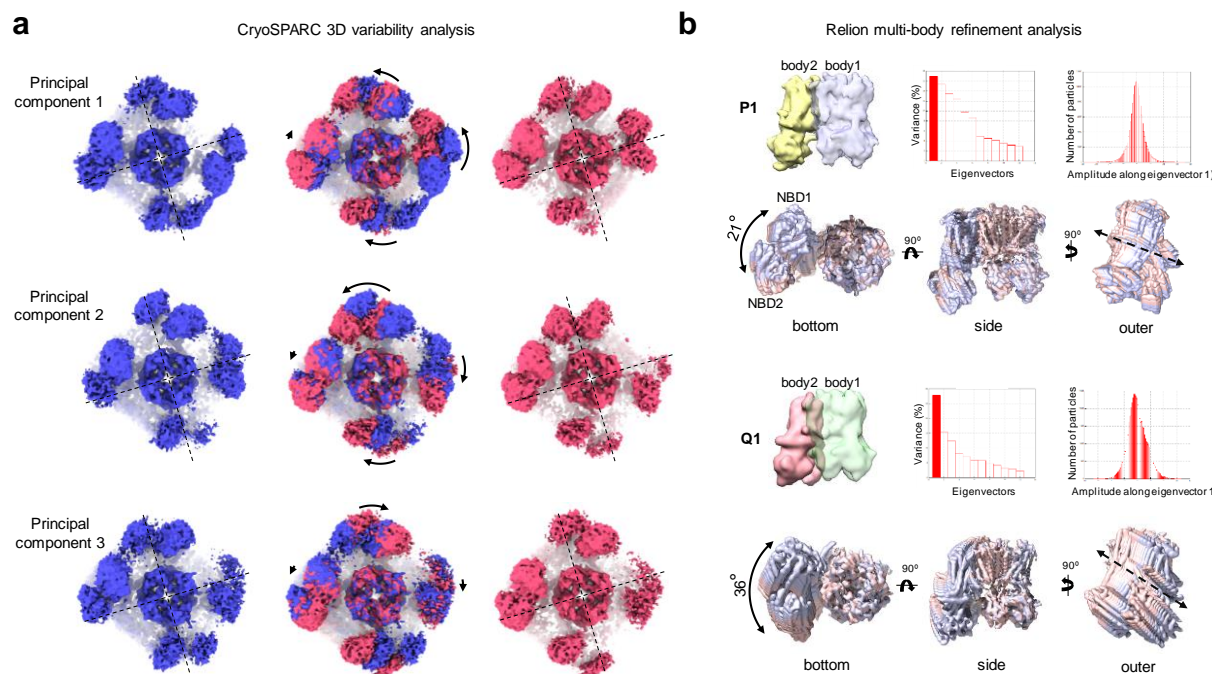 a
CryoSPARC 3D variability analysis
Principal
component 1
Principal
component 2
Principal
component 3
b
Relion multi-body refinement analysis
body2 body1
P1
Variance (%)
Eigenvectors
Number of particles
Amplitude along eigenvector 1)
21°
NBD1
NBD2
90°
90°
bottom
side
outer
body2 body1
Q1
Variance (%)
Eigenvectors
Number of particles
Amplitude along eigenvector 1
36°
90°
90°
bottom
side
outer